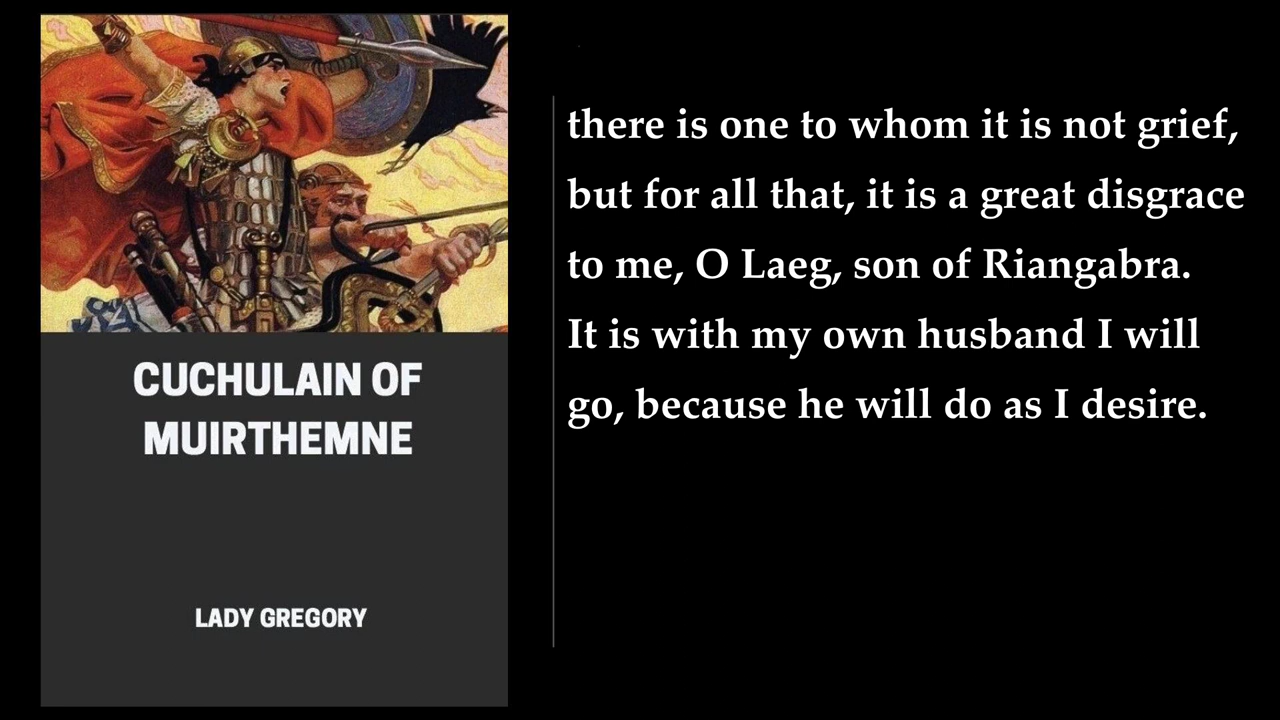 CUCHULAIN OF
MUIRTHEMNE
LADY GREGORY
there is one to whom it is not grief,
but for all that, it is a great disgrace
to me, O Laeg, son of Riangabra.
It is with my own husband I will
go, because he will do as I desire.